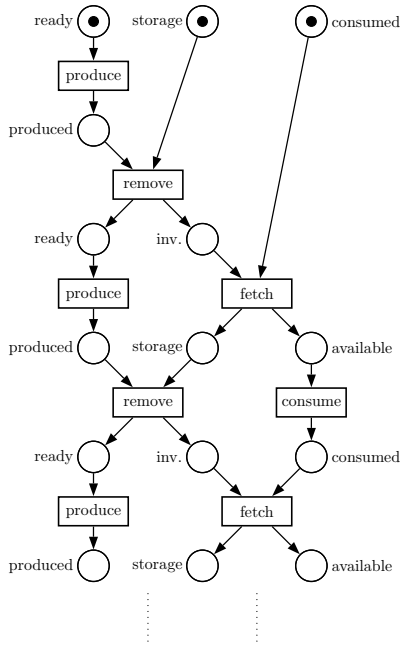 ready storage consumed
produce
produced
remove
ready inv.
produce fetch
produced storage available
remove consume
ready inv. consumed
produce fetch
produced storage available